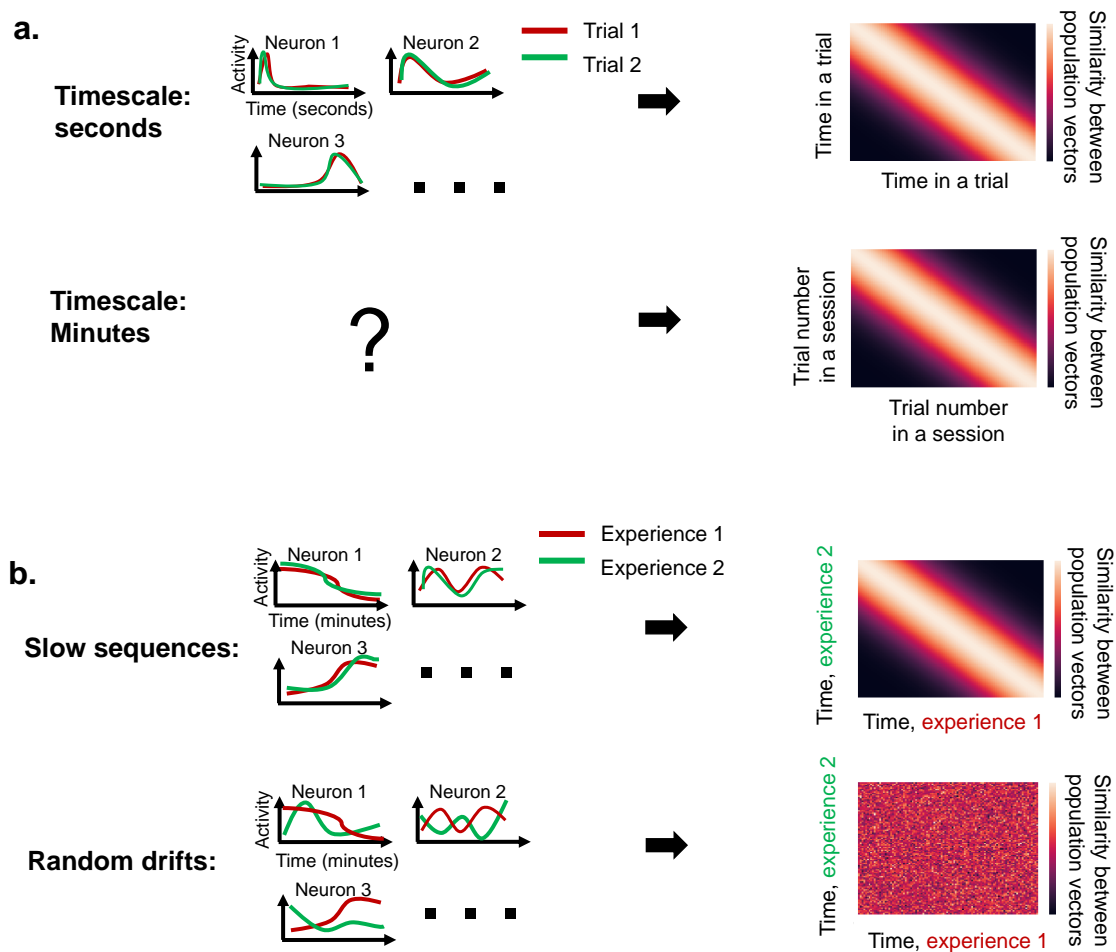 a.
Timescale:
seconds
Neuron 1
Activity
Time (seconds)
Neuron 2
Trial 1
Trial 2
Neuron 3
Time in a trial
Time in a trial
Similarity between
population vectors
Timescale:
Minutes
?
Trial number
in a session
Trial number
in a session
Similarity between
population vectors
b.
Slow sequences:
Neuron 1
Activity
Time (minutes)
Neuron 2
Experience 1
Experience 2
Neuron 3
Time, experience 2
Time, experience 1
Similarity between
population vectors
Random drifts:
Neuron 1
Activity
Time (minutes)
Neuron 2
Neuron 3
Time, experience 2
Time, experience 1
Similarity between
population vectors